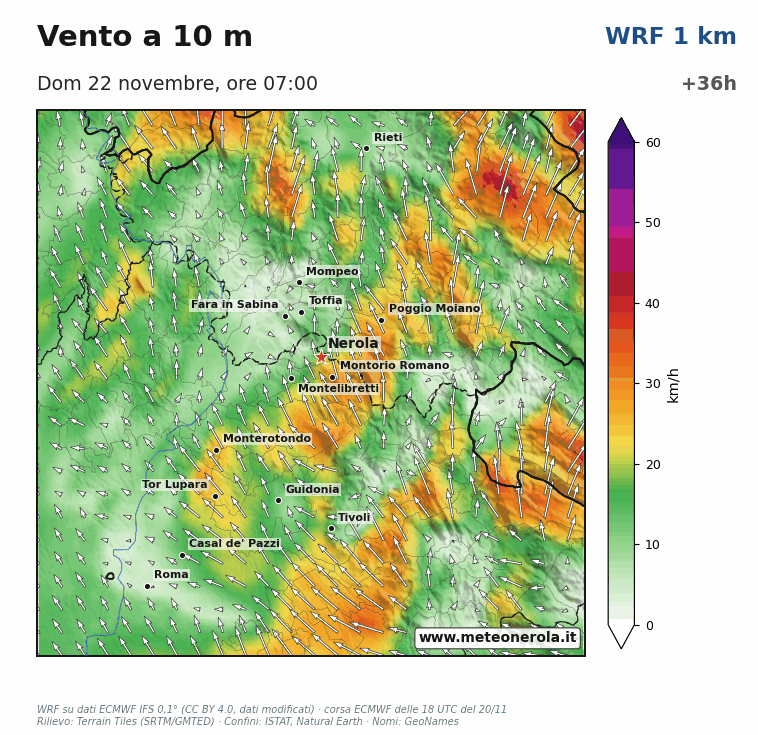 Vento a 10 m
WRF 1 km
Dom 22 novembre, ore 07:00
+36h
Rieti
Mompeo
Fara in Sabina
Toffia
Poggio Moiano
Nerola
Montorio Romano
Montelibretti
Monterotondo
Tor Lupara
Guidonia
Tivoli
Casal de' Pazzi
Roma
www.meteonerola.it
60
50
40
30
20
10
0
km/h
WRF su dati ECMWF IFS 0,1° (CC BY 4.0, dati modificati) · corsa ECMWF delle 18 UTC del 20/11
Rilievo: Terrain Tiles (SRTM/GMTED) · Confini: ISTAT, Natural Earth · Nomi: GeoNames